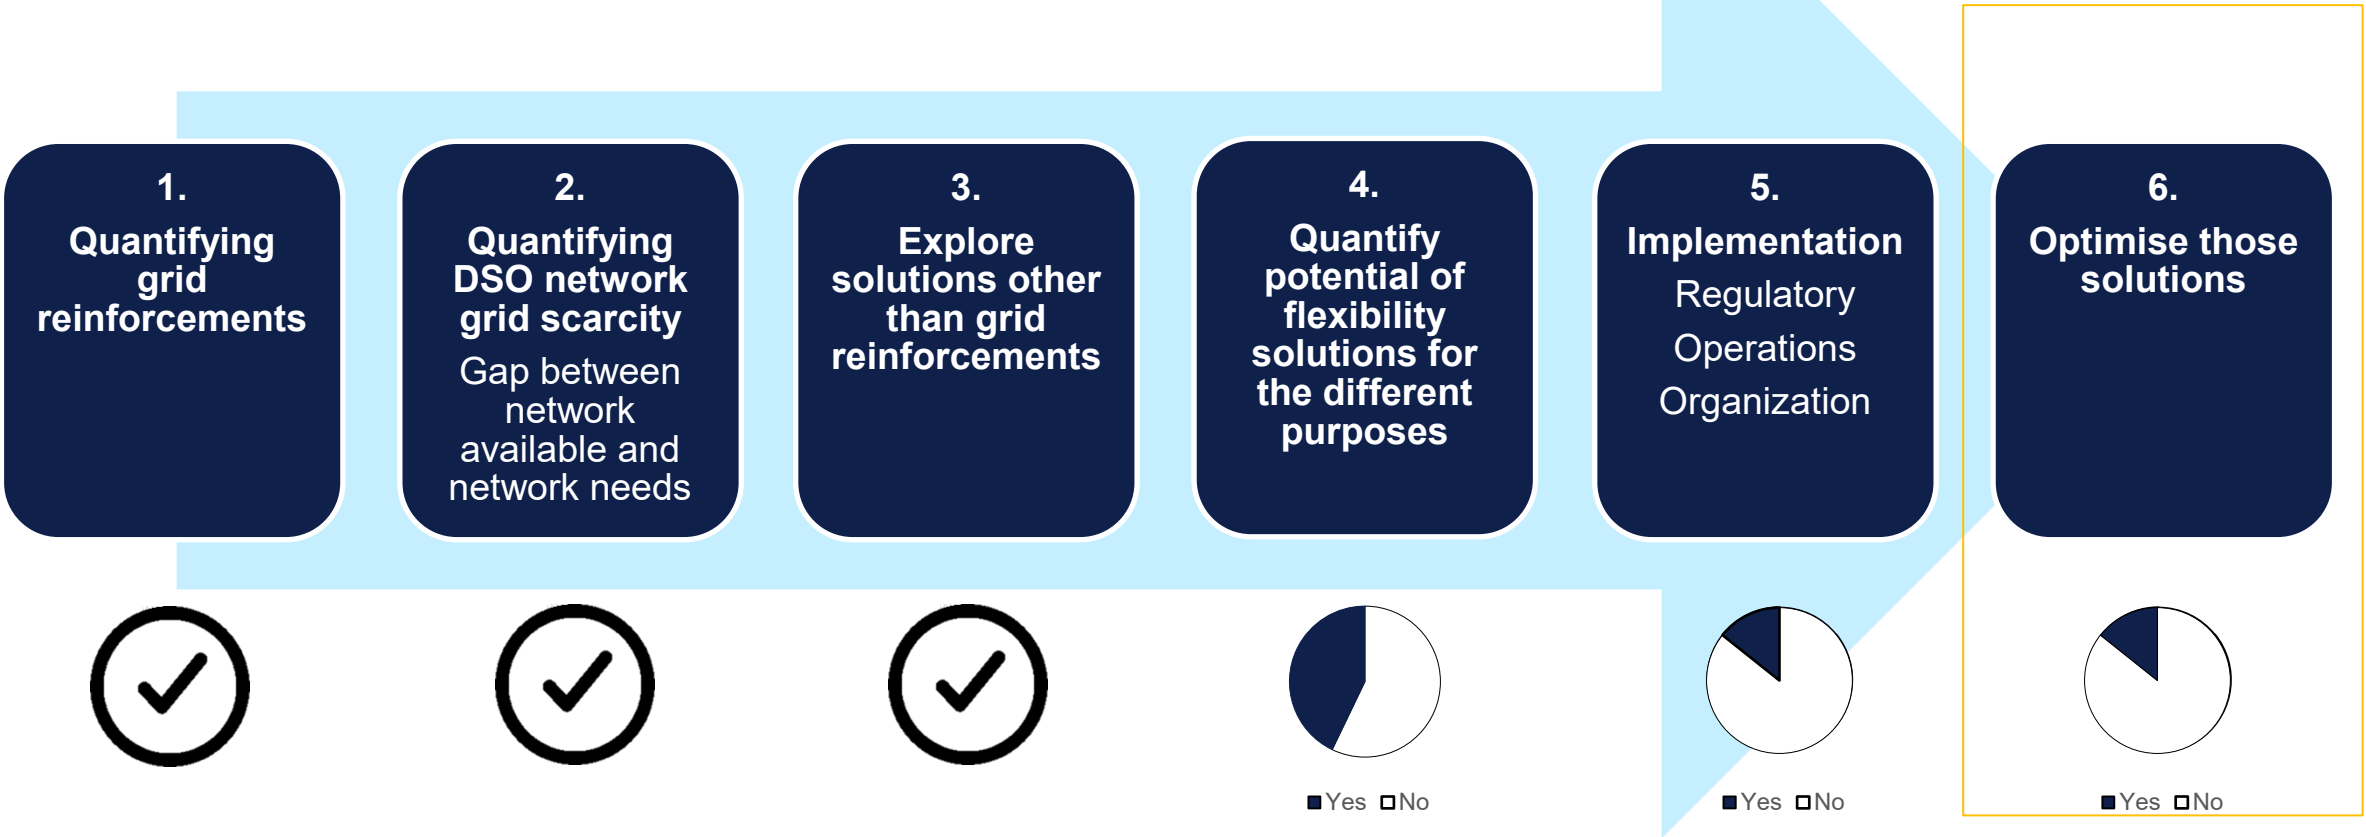 1.
Quantifying
grid
reinforcements
2.
Quantifying
DSO network
grid scarcity
Gap between
network
available and
network needs
3.
Explore
solutions other
than grid
reinforcements
4.
Quantify
potential of
flexibility
solutions for
the different
purposes
5.
Implementation
Regulatory
Operations
Organization
6.
Optimise those
solutions
Yes No
Yes No
Yes No